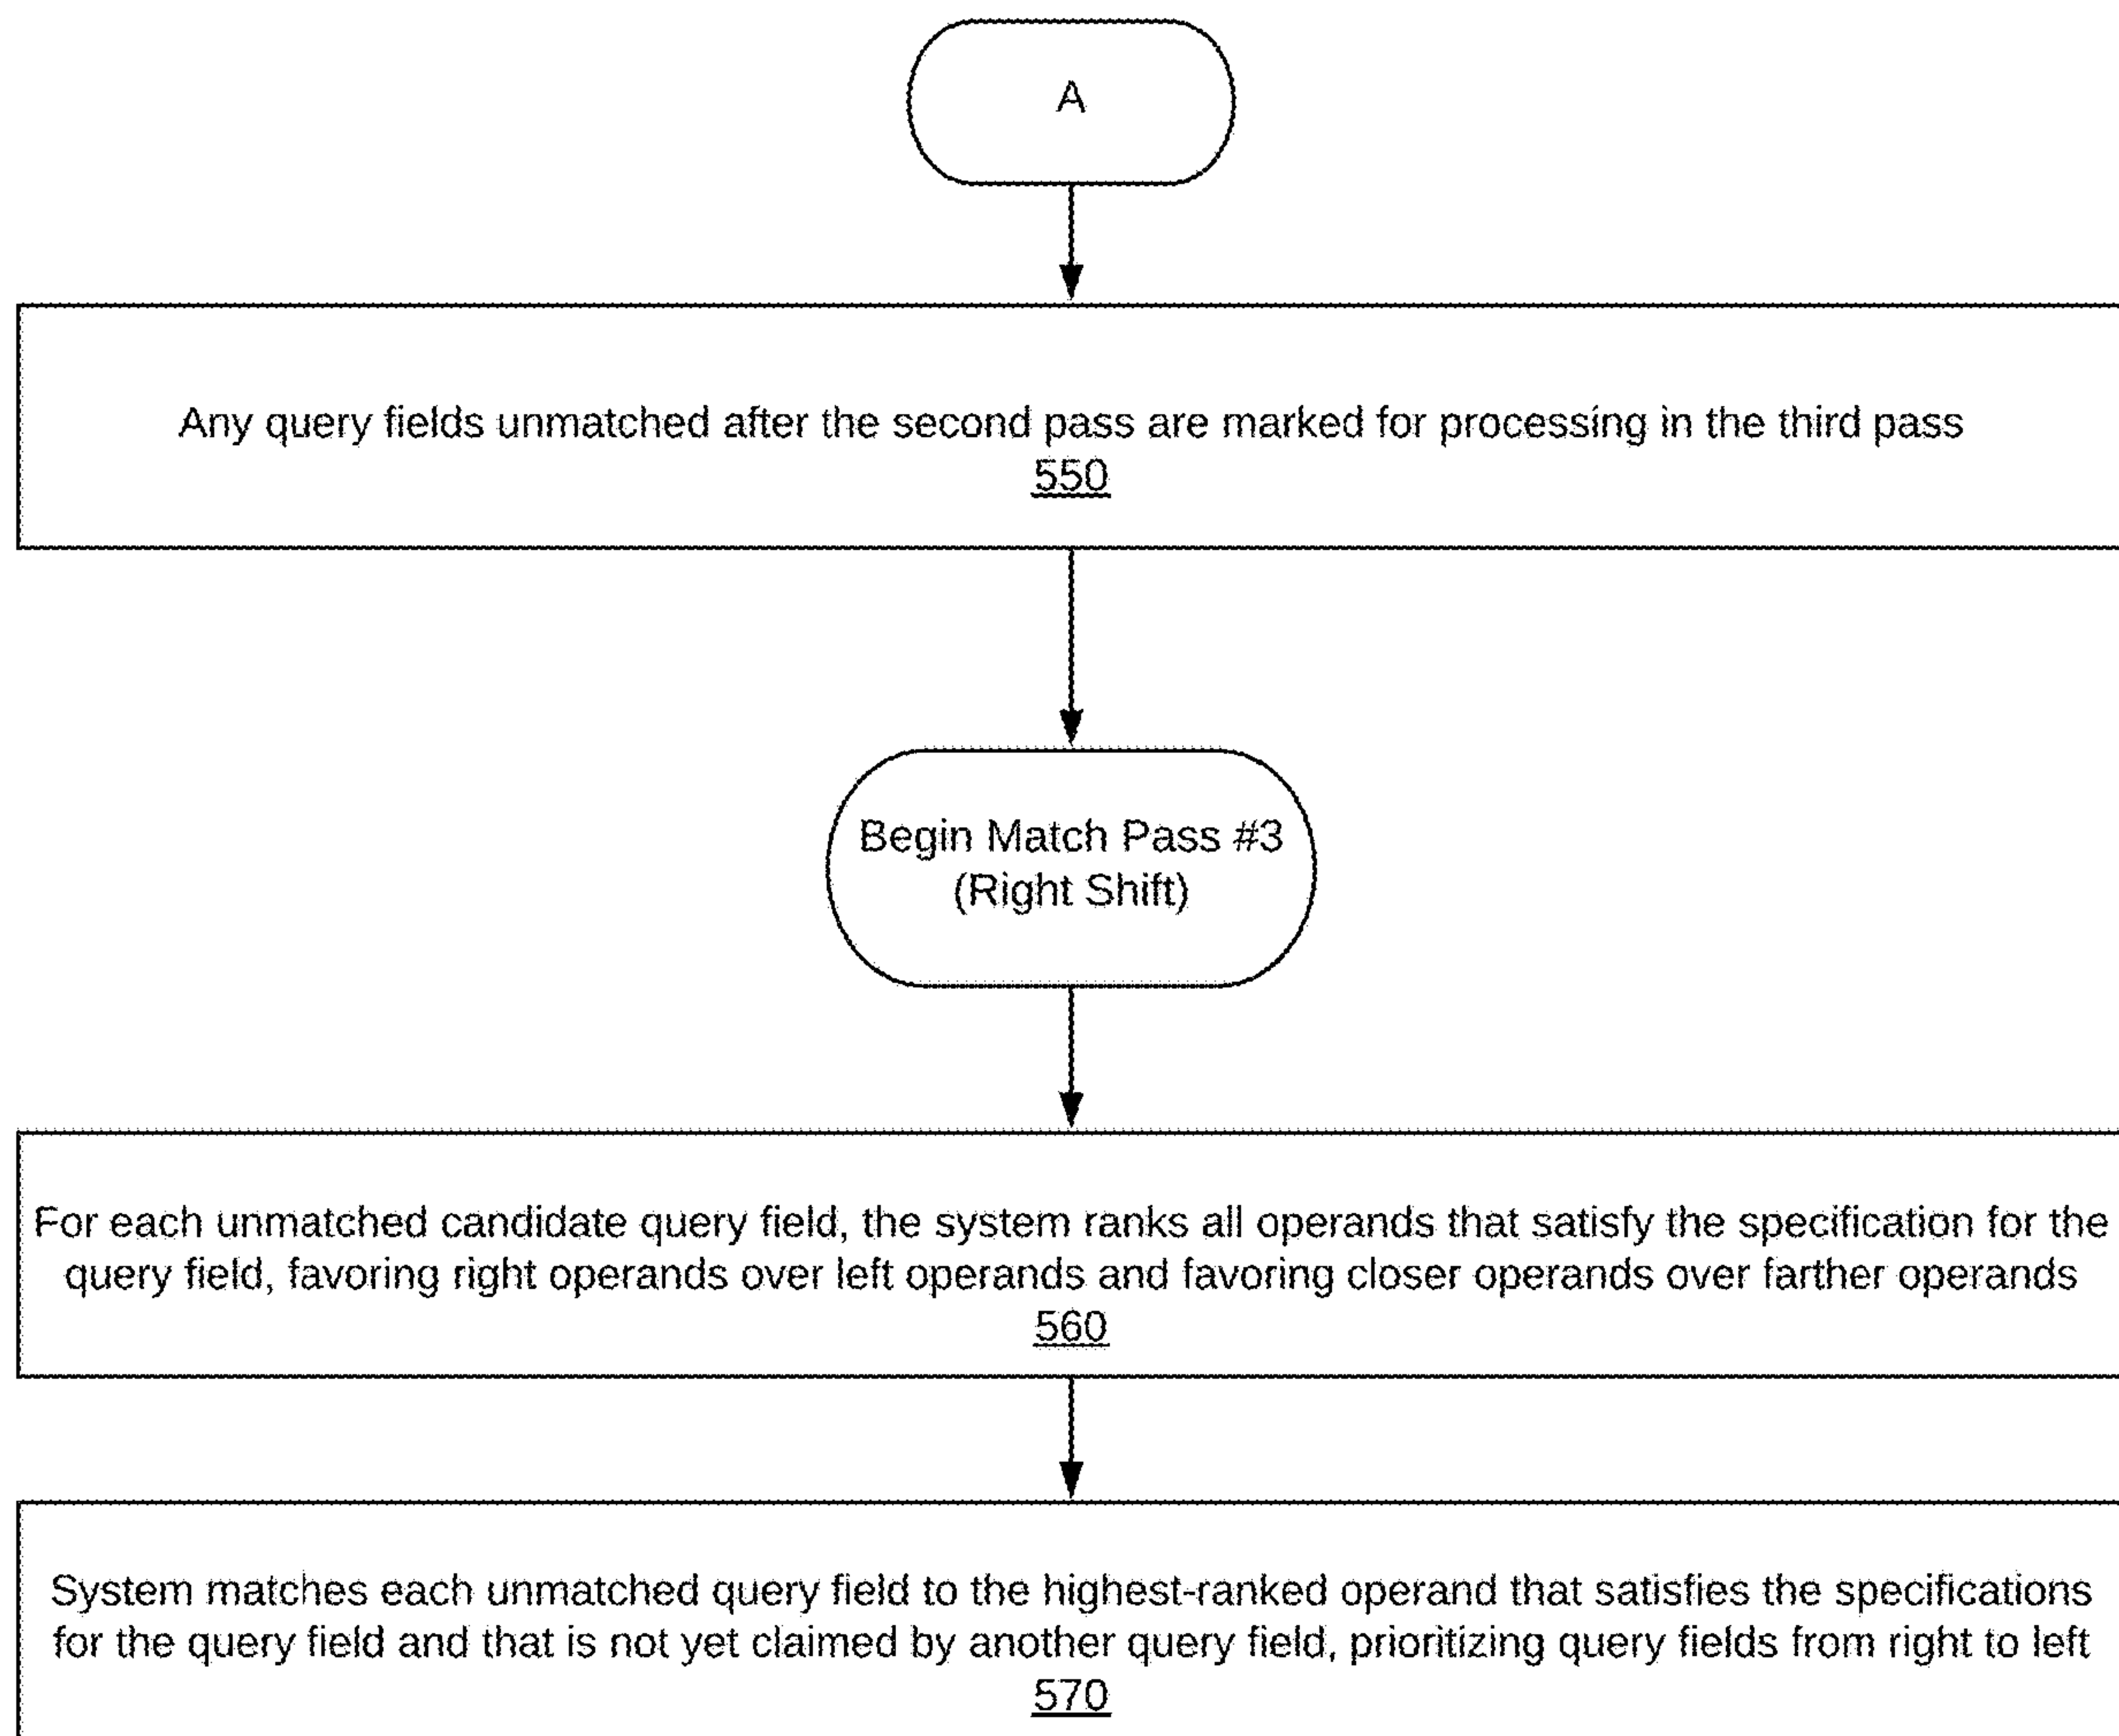 A
Any query fields unmatched after the second pass are marked for processing in the third pass
550
Begin Match Pass #3
(Right Shift)
For each unmatched candidate query field, the system ranks all operands that satisfy the specification for the
query field, favoring right operands over left operands and favoring closer operands over farther operands
560
System matches each unmatched query field to the highest-ranked operand that satisfies the specifications
for the query field and that is not yet claimed by another query field, prioritizing query fields from right to left
570